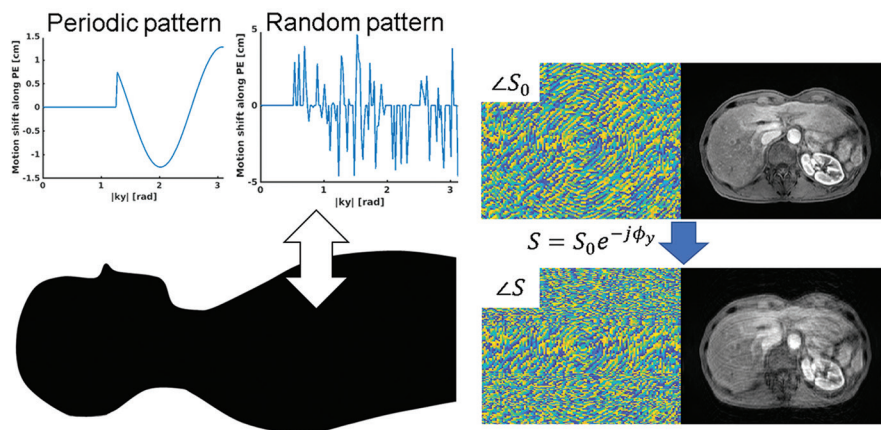 Periodic pattern
Random pattern
Motion shift along PE [cm]
1.5
1
0.5
0
-0.5
-1
-1.5
0
1
2
3
|ky| [rad]
Motion shift along PE [cm]
5
0
-5
0
1
2
3
|ky| [rad]
∠S₀
S = S₀e^{-jϕ_y}
∠S